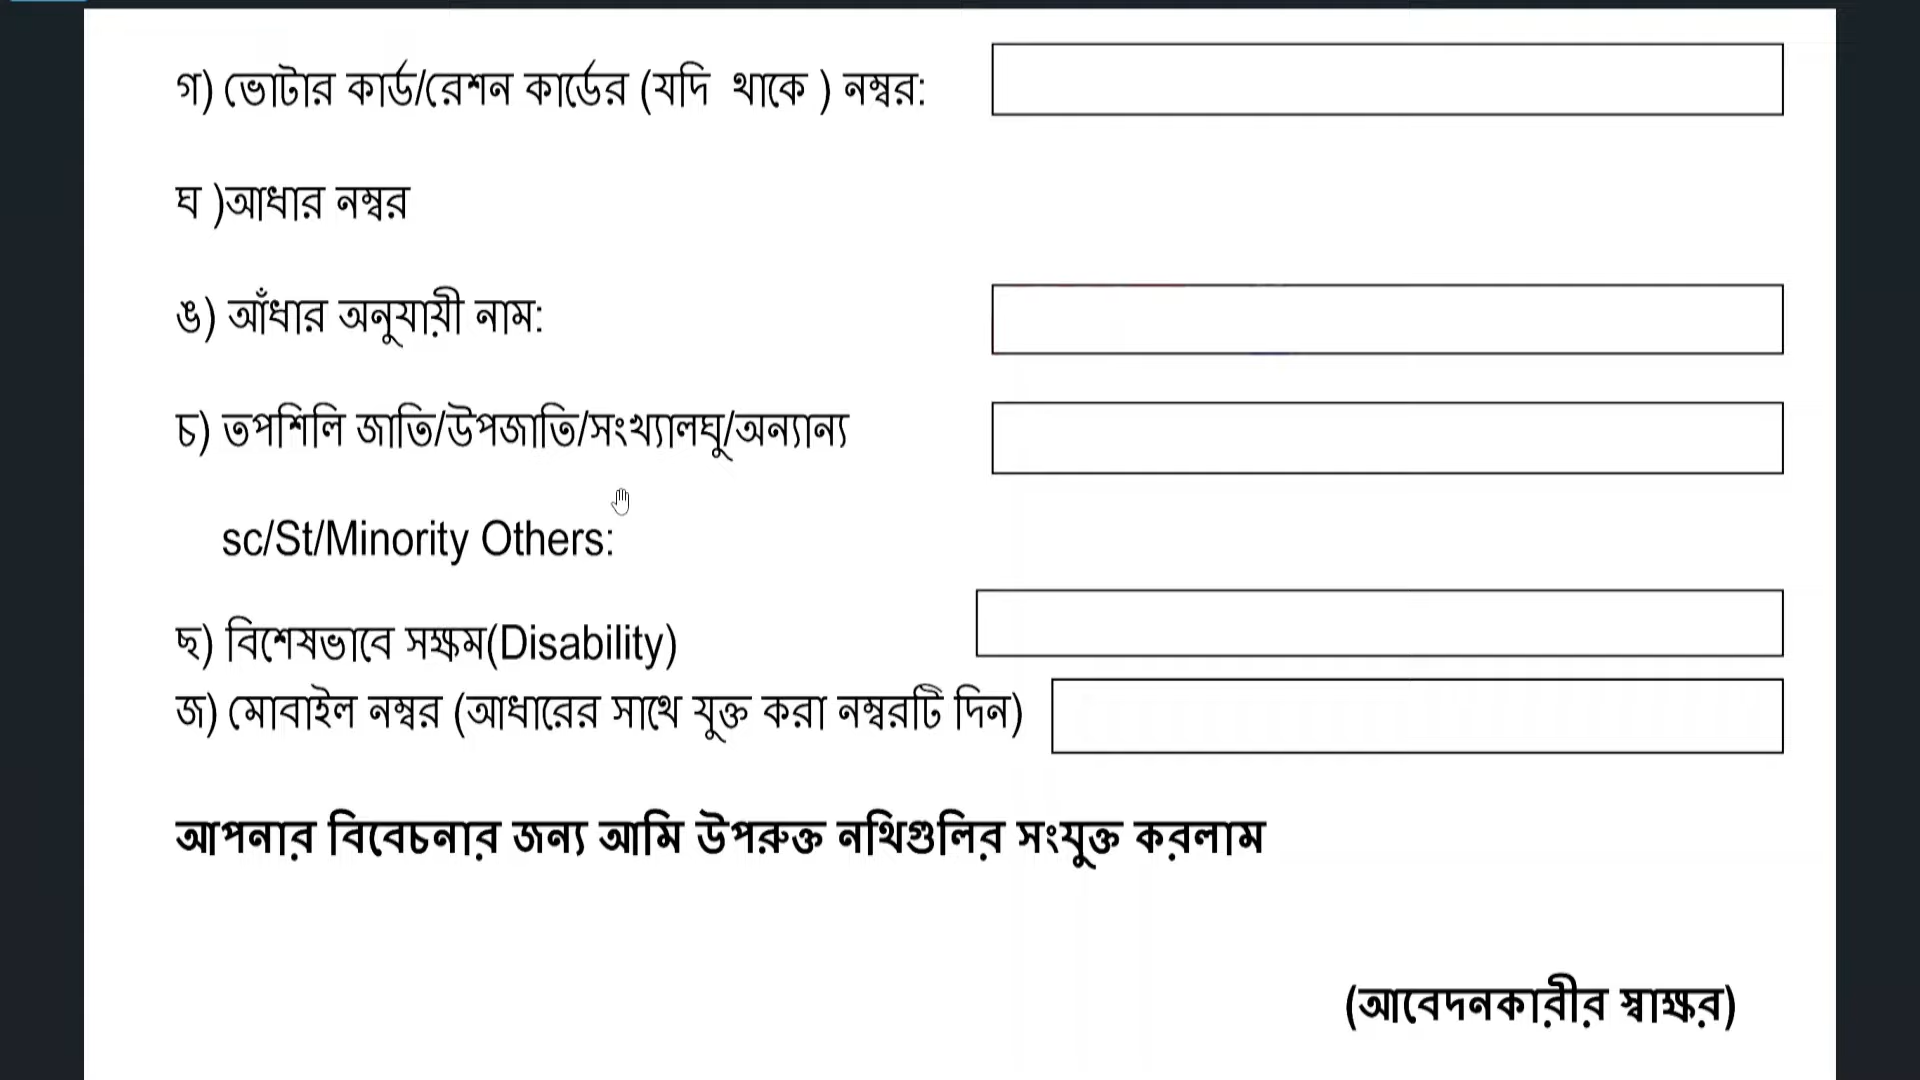 গ) ভোটার কার্ড/রেশন কার্ডের (যদি থাকে ) নম্বর:
ঘ )আধার নম্বর
ঙ) আঁধার অনুযায়ী নাম:
চ) তপশিলি জাতি/উপজাতি/সংখ্যালঘু/অন্যান্য
sc/St/Minority Others:
ছ) বিশেষভাবে সক্ষম(Disability)
জ) মোবাইল নম্বর (আধারের সাথে যুক্ত করা নম্বরটি দিন)
আপনার বিবেচনার জন্য আমি উপরুক্ত নথিগুলির সংযুক্ত করলাম
(আবেদনকারীর স্বাক্ষর)